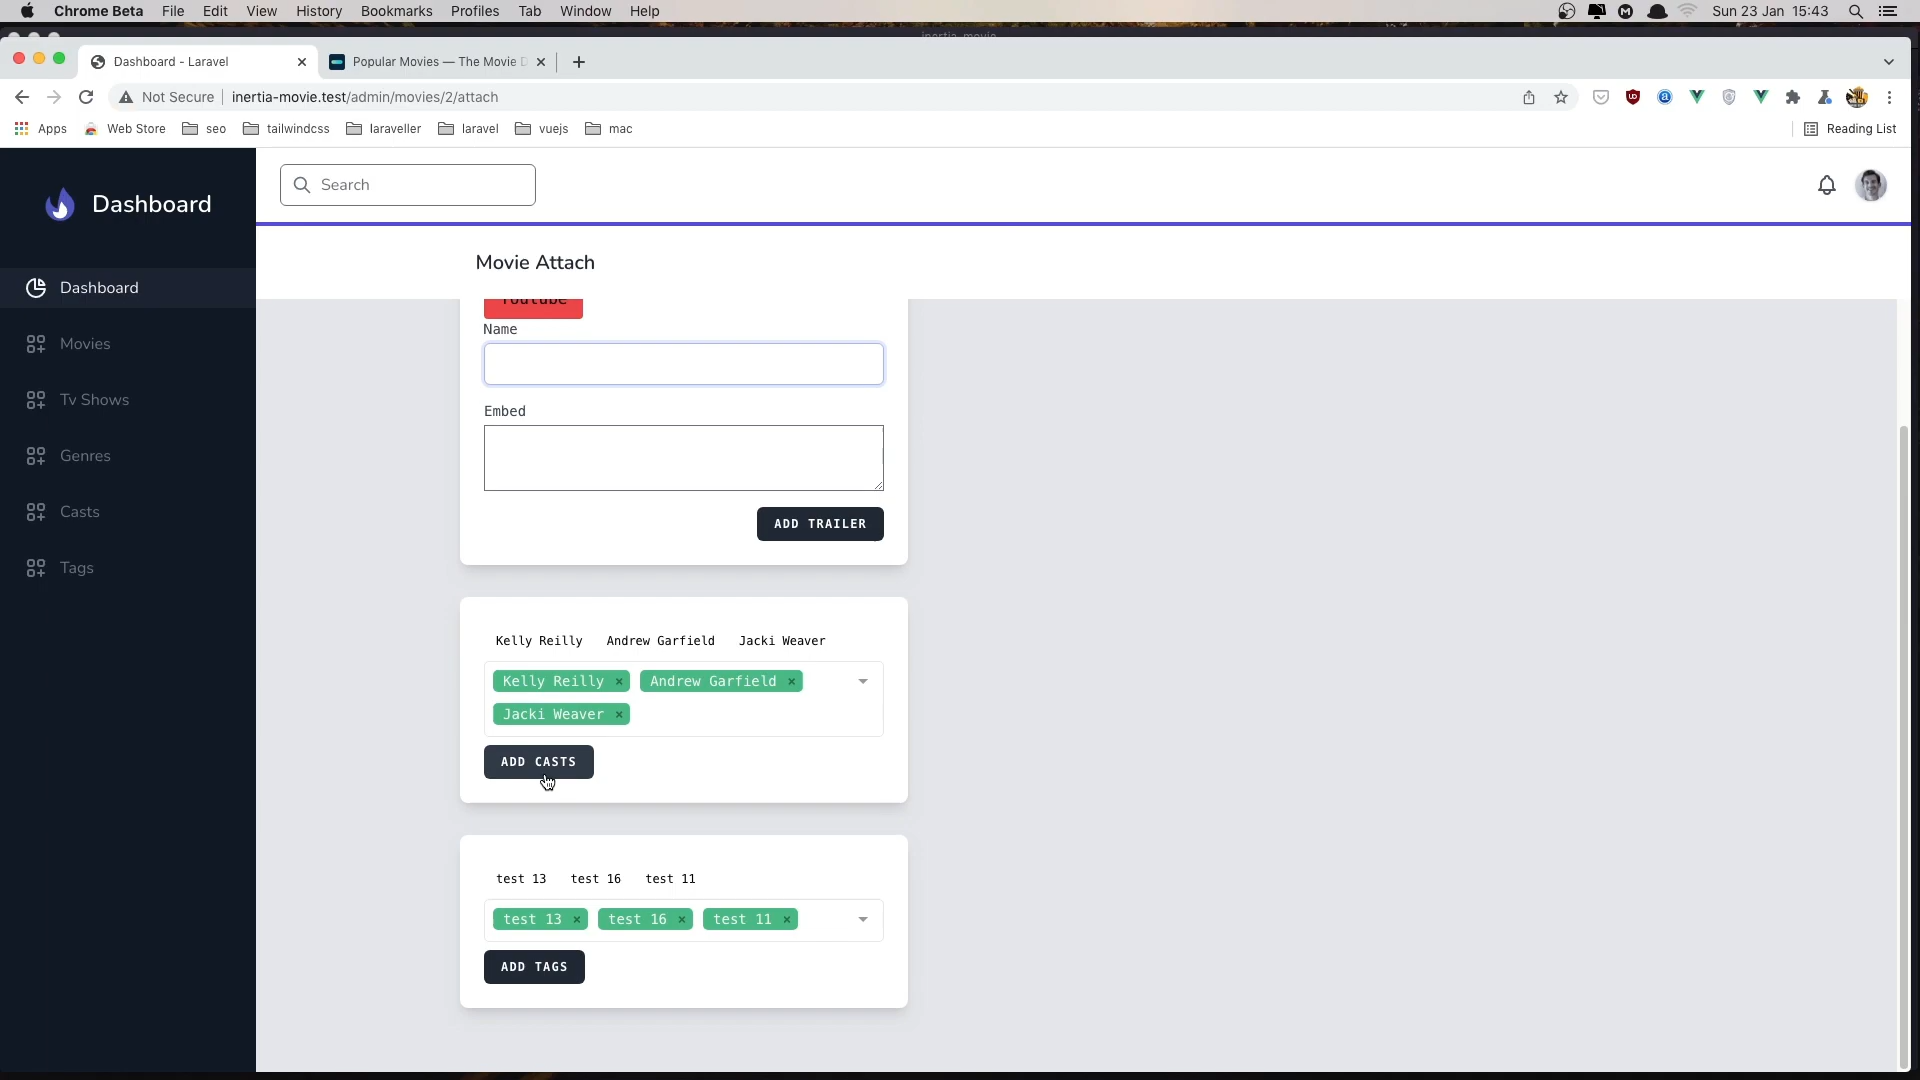 Chrome Beta File Edit View History Bookmarks Profiles Tab Window Help Sun 23 Jan 15:43
inertia-movie
Dashboard - Laravel Popular Movies — The Movie D
Not Secure inertia-movie.test/admin/movies/2/attach
Apps Web Store seo tailwindcss laraveller laravel vuejs mac Reading List
Dashboard
Search
Movie Attach
Dashboard
Movies
Tv Shows
Genres
Casts
Tags
Youtube
Name
Embed
ADD TRAILER
Kelly Reilly Andrew Garfield Jacki Weaver
Kelly Reilly × Andrew Garfield ×
Jacki Weaver ×
ADD CASTS
test 13 test 16 test 11
test 13 × test 16 × test 11 ×
ADD TAGS